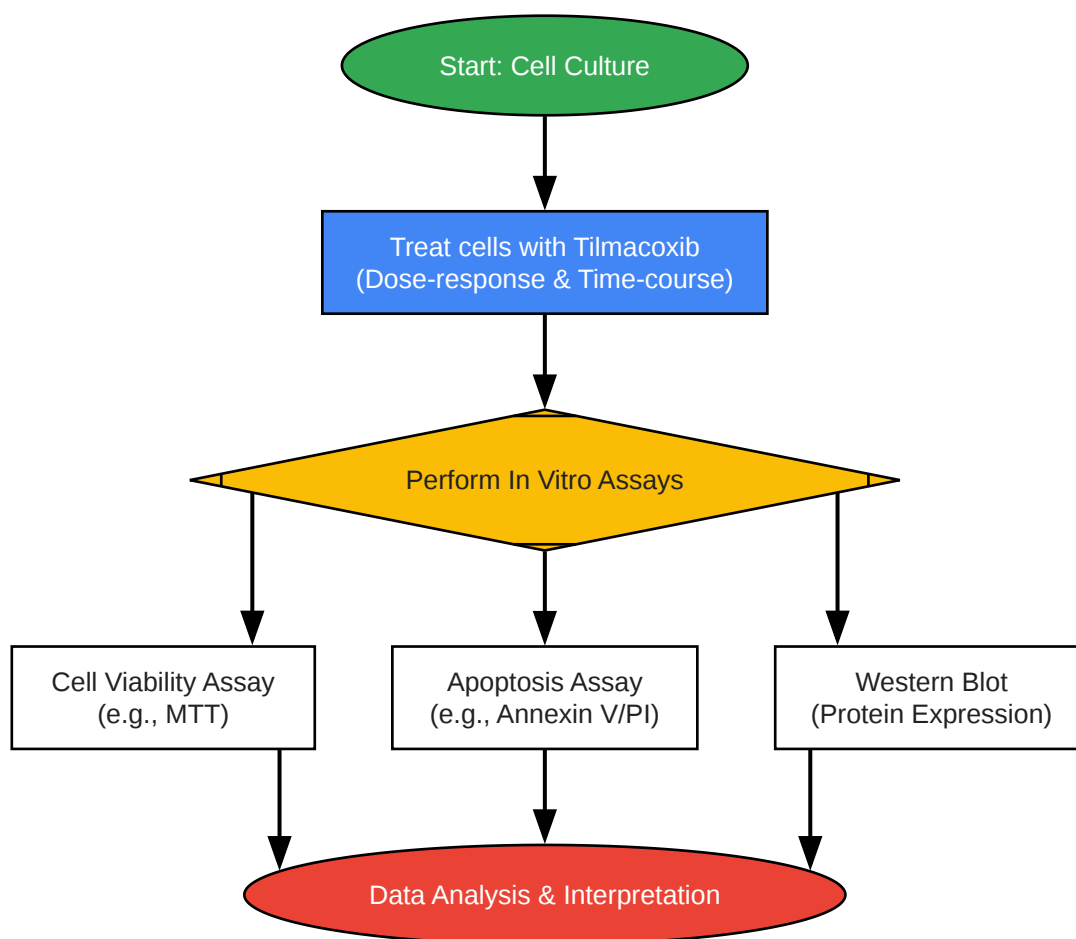 Start: Cell Culture
Treat cells with Tilmacoxib
(Dose-response & Time-course)
Perform In Vitro Assays
Cell Viability Assay
(e.g., MTT)
Apoptosis Assay
(e.g., Annexin V/PI)
Western Blot
(Protein Expression)
Data Analysis & Interpretation